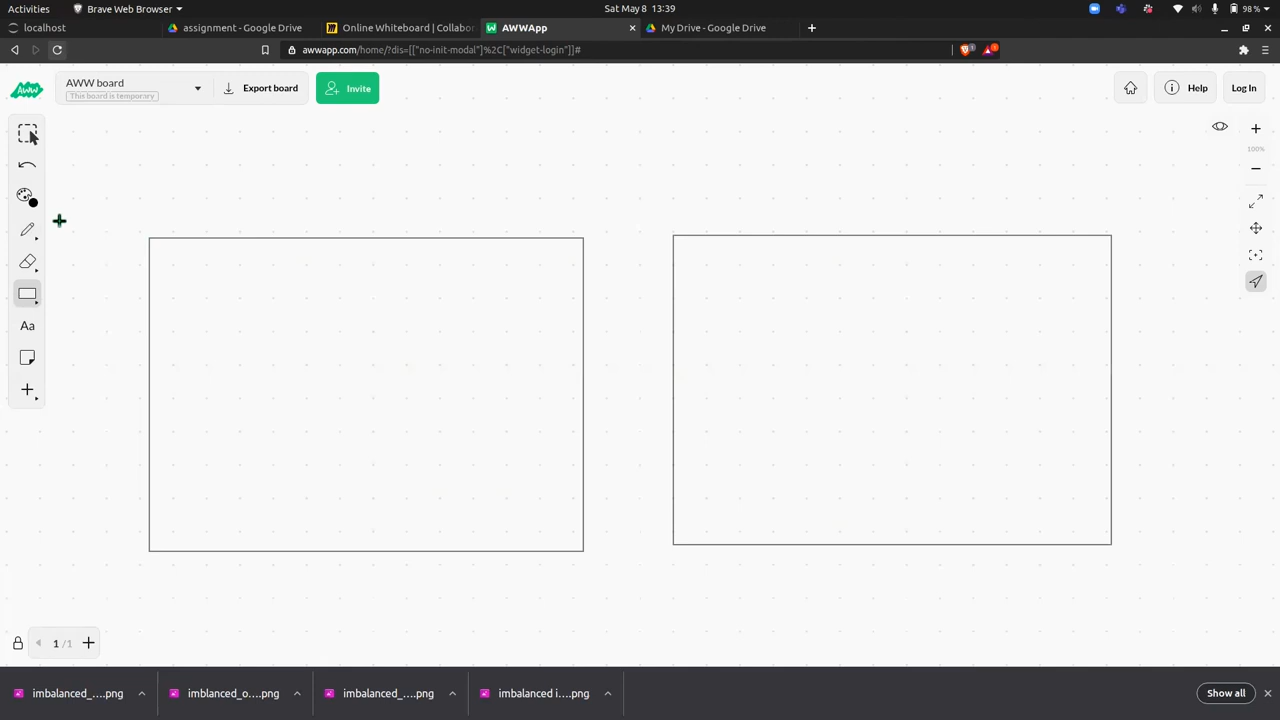 Activities
Brave Web Browser
Sat May 8 13:39
98 %
localhost
assignment - Google Drive
Online Whiteboard | Collabor
AWWApp
My Drive - Google Drive
awwapp.com/home/?dis=[["no-init-modal"]%2C["widget-login"]]#
AWW
AWW board
This board is temporary
Export board
Invite
Help
Log In
100%
Aa
1 /1
imbalanced_....png
imblanced_o....png
imbalanced_....png
imbalanced i....png
Show all